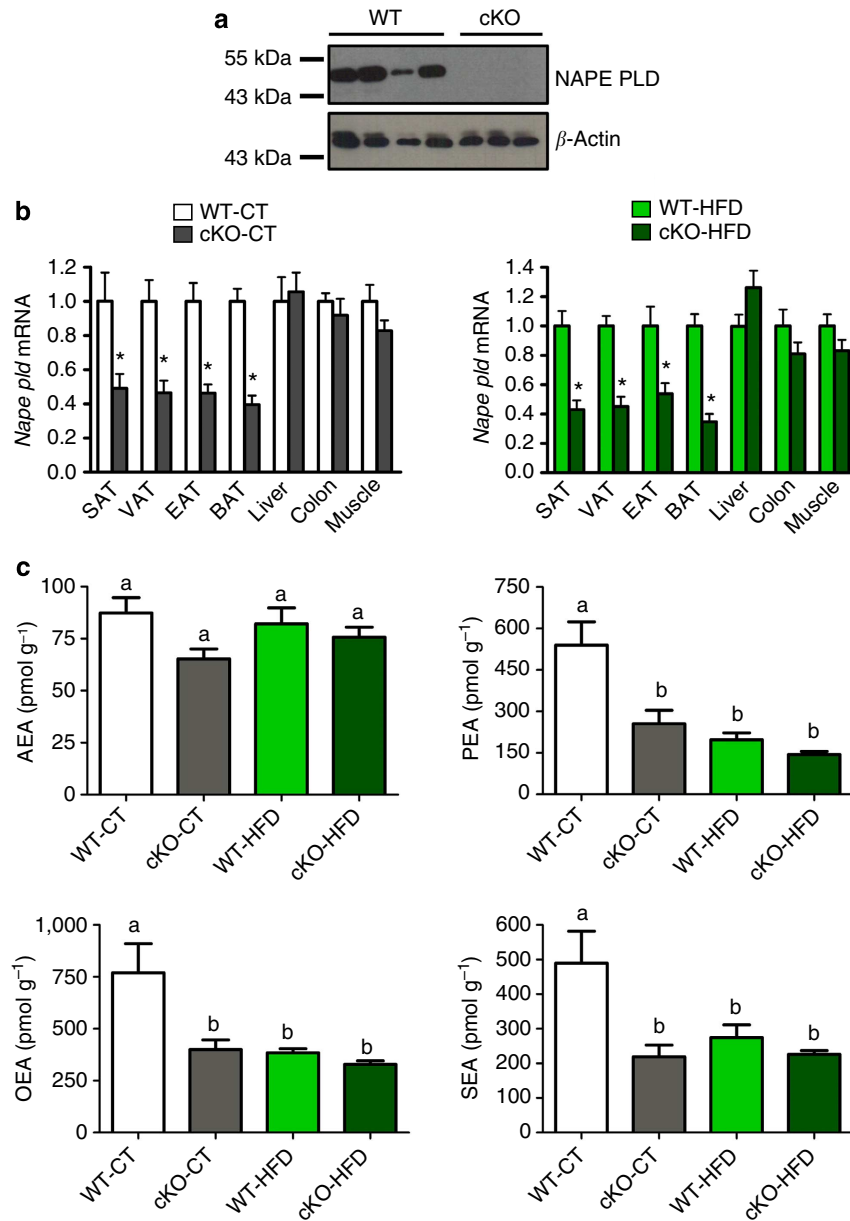 a
WT cKO
55 kDa
43 kDa
NAPE PLD
β-Actin
43 kDa
b
WT-CT
cKO-CT
1.2
1.0
0.8
0.6
0.4
0.2
0.0
Nape pld mRNA
* * * *
SAT VAT EAT BAT Liver Colon Muscle
WT-HFD
cKO-HFD
1.4
1.2
1.0
0.8
0.6
0.4
0.2
0.0
Nape pld mRNA
* * * *
SAT VAT EAT BAT Liver Colon Muscle
c
100
75
50
25
0
AEA (pmol g⁻¹)
a a a a
WT-CT cKO-CT WT-HFD cKO-HFD
750
600
450
300
150
0
PEA (pmol g⁻¹)
a b b b
WT-CT cKO-CT WT-HFD cKO-HFD
1,000
750
500
250
0
OEA (pmol g⁻¹)
a b b b
WT-CT cKO-CT WT-HFD cKO-HFD
600
500
400
300
200
100
0
SEA (pmol g⁻¹)
a b b b
WT-CT cKO-CT WT-HFD cKO-HFD